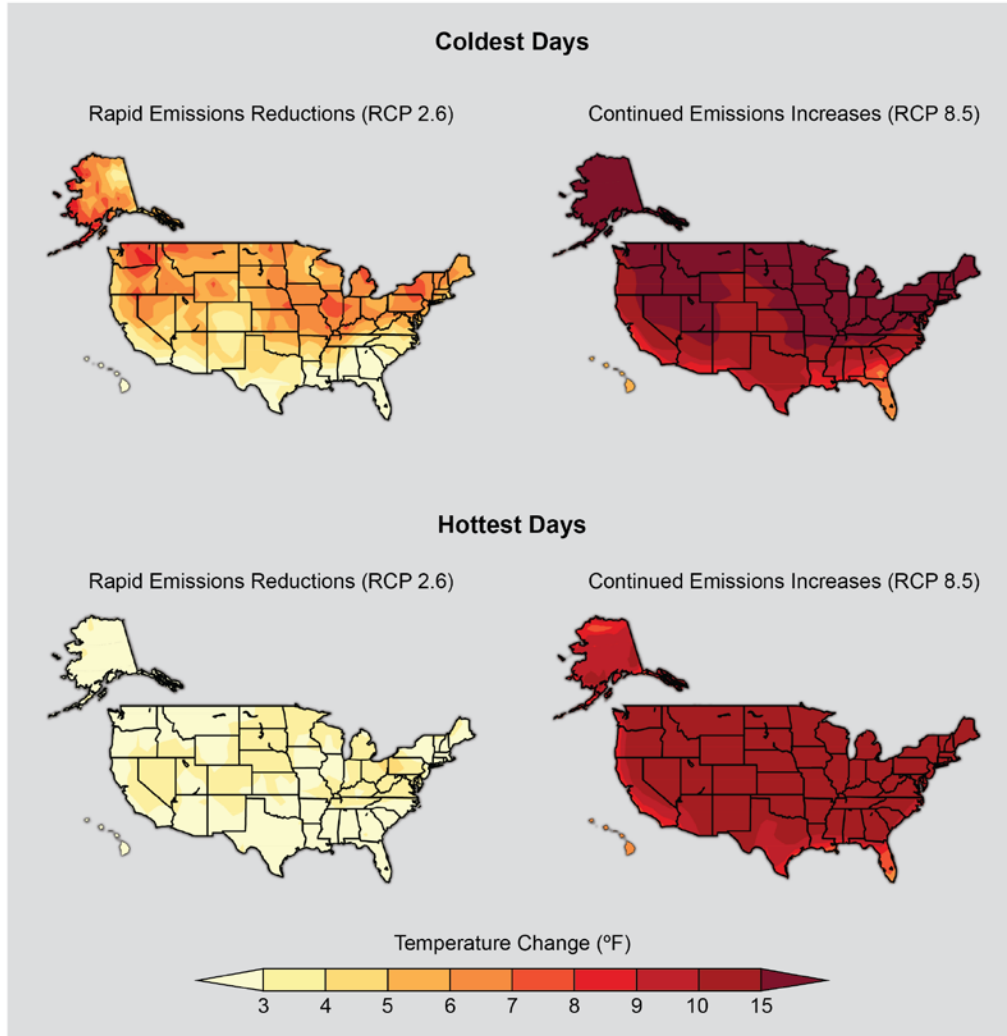 Coldest Days
Rapid Emissions Reductions (RCP 2.6)
Continued Emissions Increases (RCP 8.5)
Hottest Days
Rapid Emissions Reductions (RCP 2.6)
Continued Emissions Increases (RCP 8.5)
Temperature Change (ºF)
3 4 5 6 7 8 9 10 15